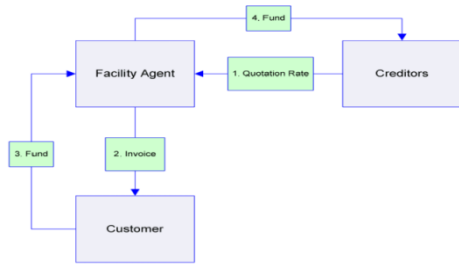 4, Fund
Facility Agent
1. Quotation Rate
Creditors
3. Fund
2. Invoice
Customer